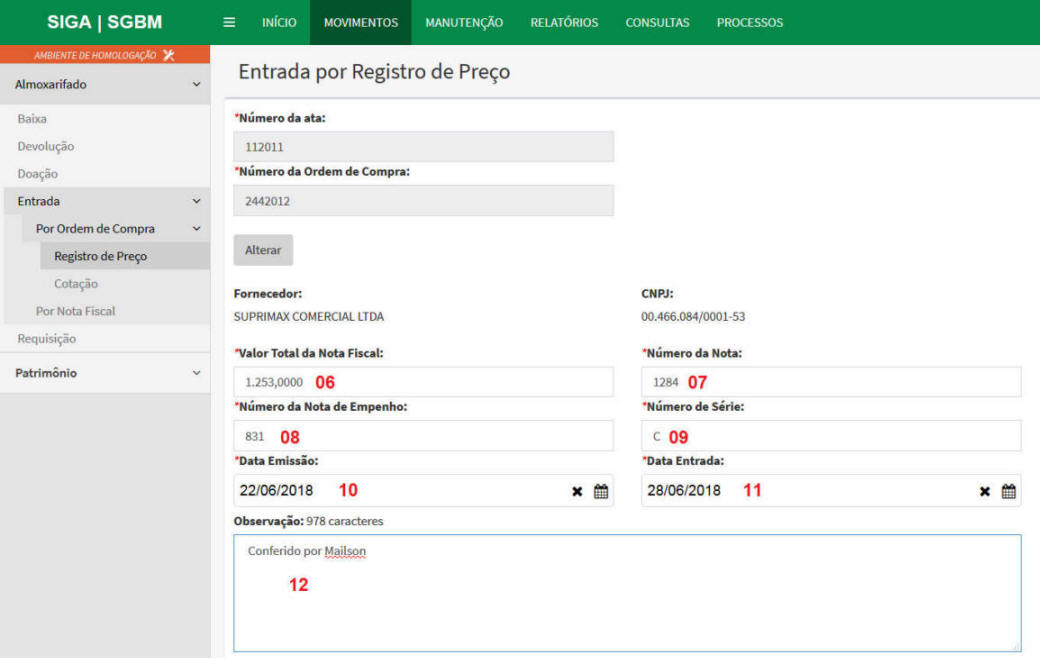 SIGA | SGBM
INÍCIO MOVIMENTOS MANUTENÇÃO RELATÓRIOS CONSULTAS PROCESSOS
AMBIENTE DE HOMOLOGAÇÃO
Almoxarifado
Baixa
Devolução
Doação
Entrada
Por Ordem de Compra
Registro de Preço
Cotação
Por Nota Fiscal
Requisição
Patrimônio
Entrada por Registro de Preço
*Número da ata:
112011
*Número da Ordem de Compra:
2442012
Alterar
Fornecedor: CNPJ:
SUPRIMAX COMERCIAL LTDA 00.466.084/0001-53
*Valor Total da Nota Fiscal: *Número da Nota:
1.253,0000 06 1284 07
*Número da Nota de Empenho: *Número de Série:
831 08 C 09
*Data Emissão: *Data Entrada:
22/06/2018 10 28/06/2018 11
Observação: 978 caracteres
Conferido por Mailson
12